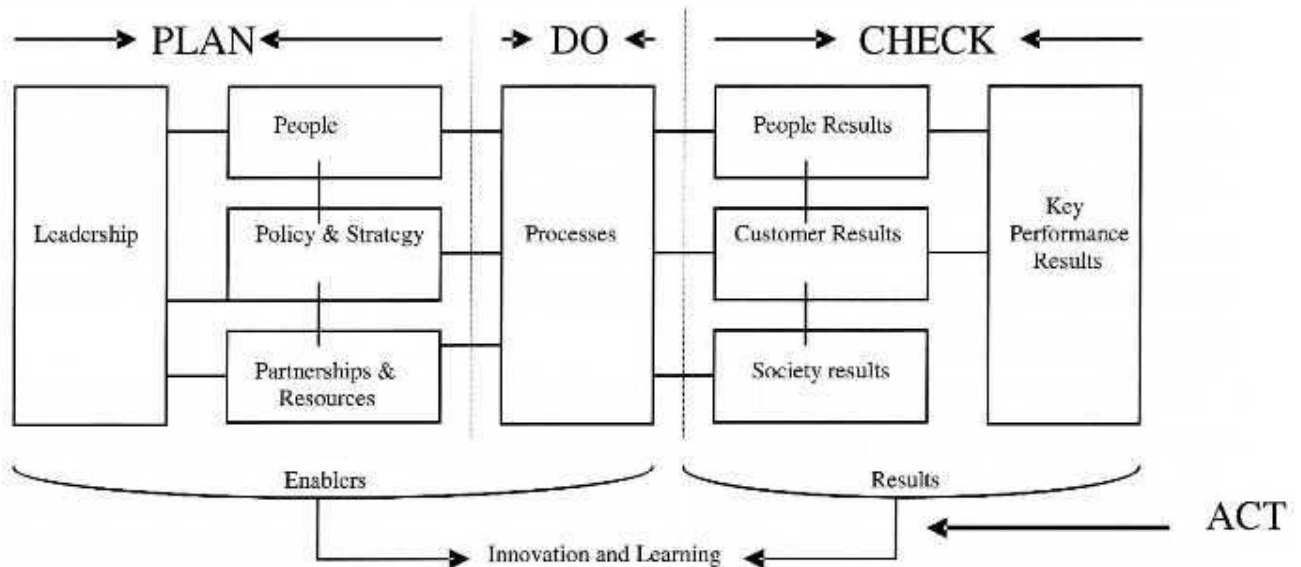 PLAN
DO
CHECK
Leadership
People
Policy & Strategy
Partnerships &
Resources
Processes
People Results
Customer Results
Society results
Key
Performance
Results
Enablers
Results
ACT
Innovation and Learning